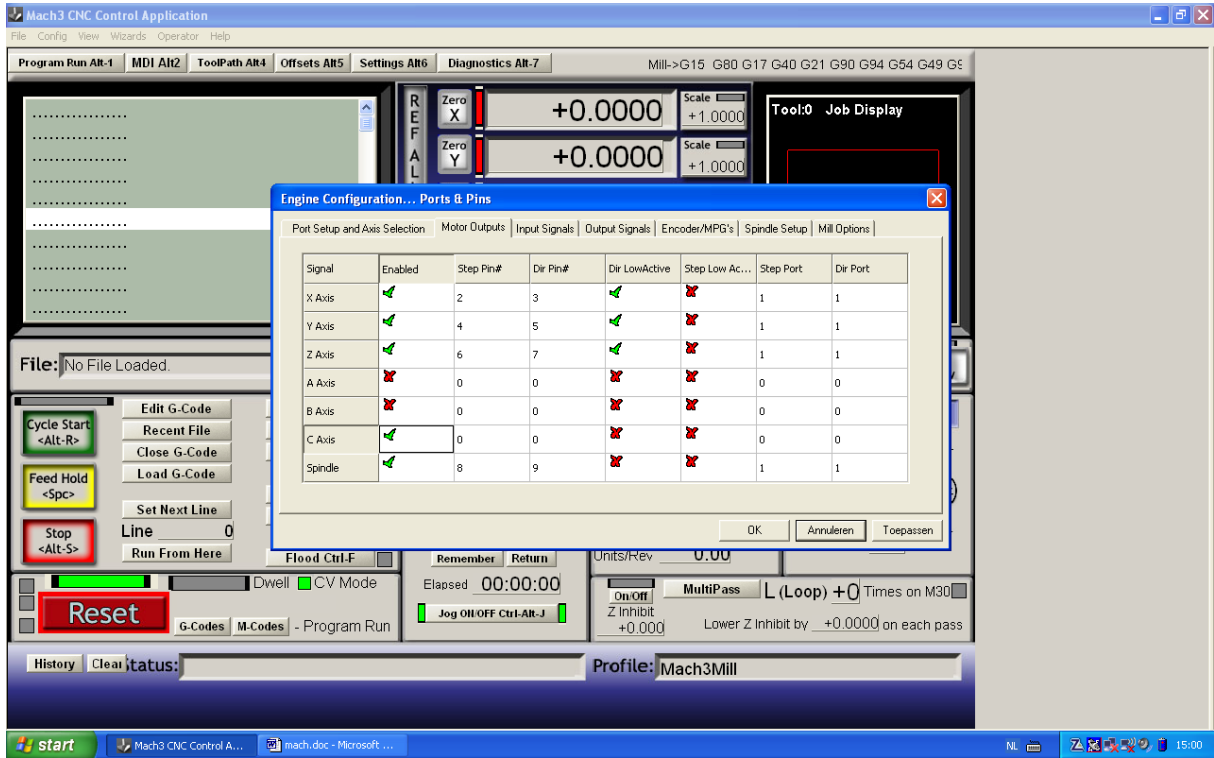 Mach3 CNC Control Application
File Config View Wizards Operator Help
Program Run Alt-1 MDI Alt2 ToolPath Alt4 Offsets Alt5 Settings Alt6 Diagnostics Alt-7 Mill->G15 G80 G17 G40 G21 G90 G94 G54 G49 G
REF AL
Zero X +0.0000 Scale +1.0000
Zero Y +0.0000 Scale +1.0000
Tool:0 Job Display
................
................
................
................
................
................
................
................
................
................
Engine Configuration... Ports & Pins
Port Setup and Axis Selection Motor Outputs Input Signals Output Signals Encoder/MPG's Spindle Setup Mill Options
Signal Enabled Step Pin# Dir Pin# Dir LowActive Step Low Ac... Step Port Dir Port
X Axis 2 3 1 1
Y Axis 4 5 1 1
Z Axis 6 7 1 1
A Axis 0 0 0 0
B Axis 0 0 0 0
C Axis 0 0 0 0
Spindle 8 9 1 1
OK Annuleren Toepassen
File: No File Loaded.
Cycle Start <Alt-R>
Feed Hold <Spc>
Stop <Alt-S>
Edit G-Code
Recent File
Close G-Code
Load G-Code
Set Next Line
Line 0
Run From Here
Flood Ctrl-F
Remember Return
Units/Rev 0.00
Dwell CV Mode
Reset
G-Codes M-Codes - Program Run
Elapsed 00:00:00
Jog ON/OFF Ctrl-Alt-J
On/Off
Z Inhibit
+0.000
MultiPass L (Loop) +0 Times on M30
Lower Z Inhibit by +0.0000 on each pass
History Clear Status:
Profile: Mach3Mill
start Mach3 CNC Control A... mach.doc - Microsoft ... NL 15:00